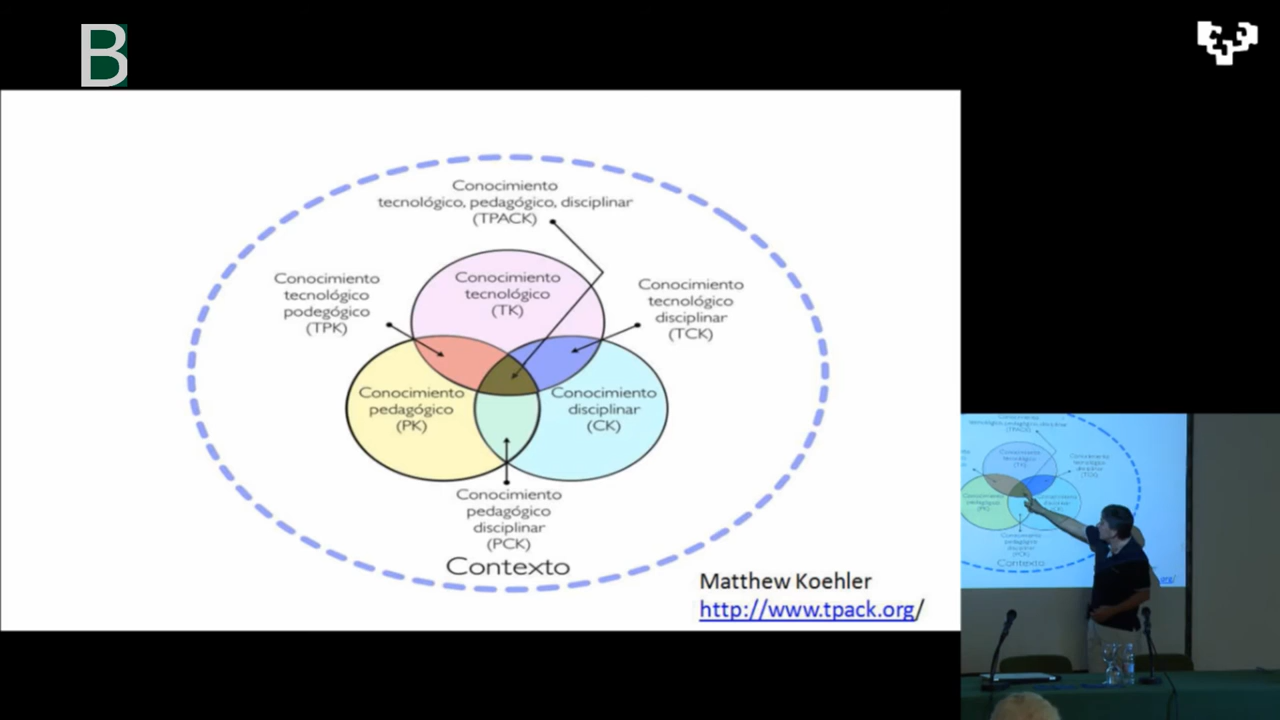 B
Conocimiento
tecnológico, pedagógico, disciplinar
(TPACK)
Conocimiento
tecnológico
podegógico
(TPK)
Conocimiento
tecnológico
(TK)
Conocimiento
tecnológico
disciplinar
(TCK)
Conocimiento
pedagógico
(PK)
Conocimiento
disciplinar
(CK)
Conocimiento
pedagógico
disciplinar
(PCK)
Contexto
Matthew Koehler
http://www.tpack.org/
Contexto